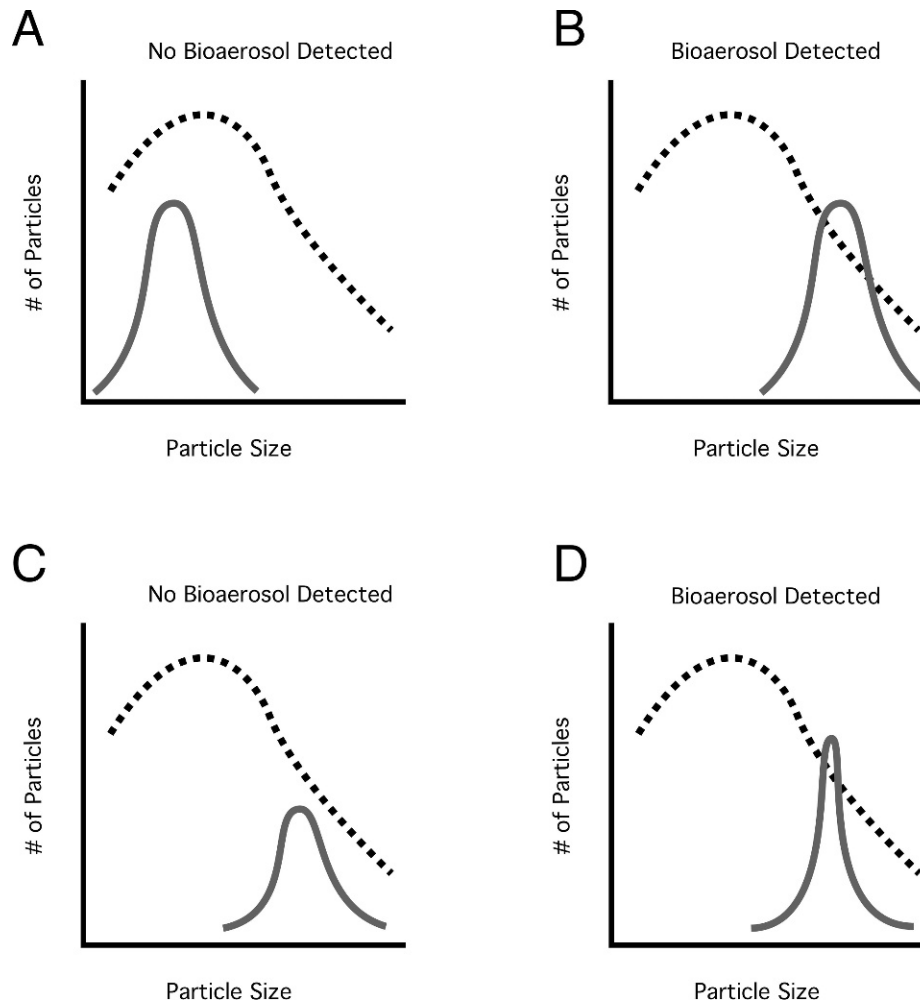 A
No Bioaerosol Detected
# of Particles
Particle Size
B
Bioaerosol Detected
# of Particles
Particle Size
C
No Bioaerosol Detected
# of Particles
Particle Size
D
Bioaerosol Detected
# of Particles
Particle Size